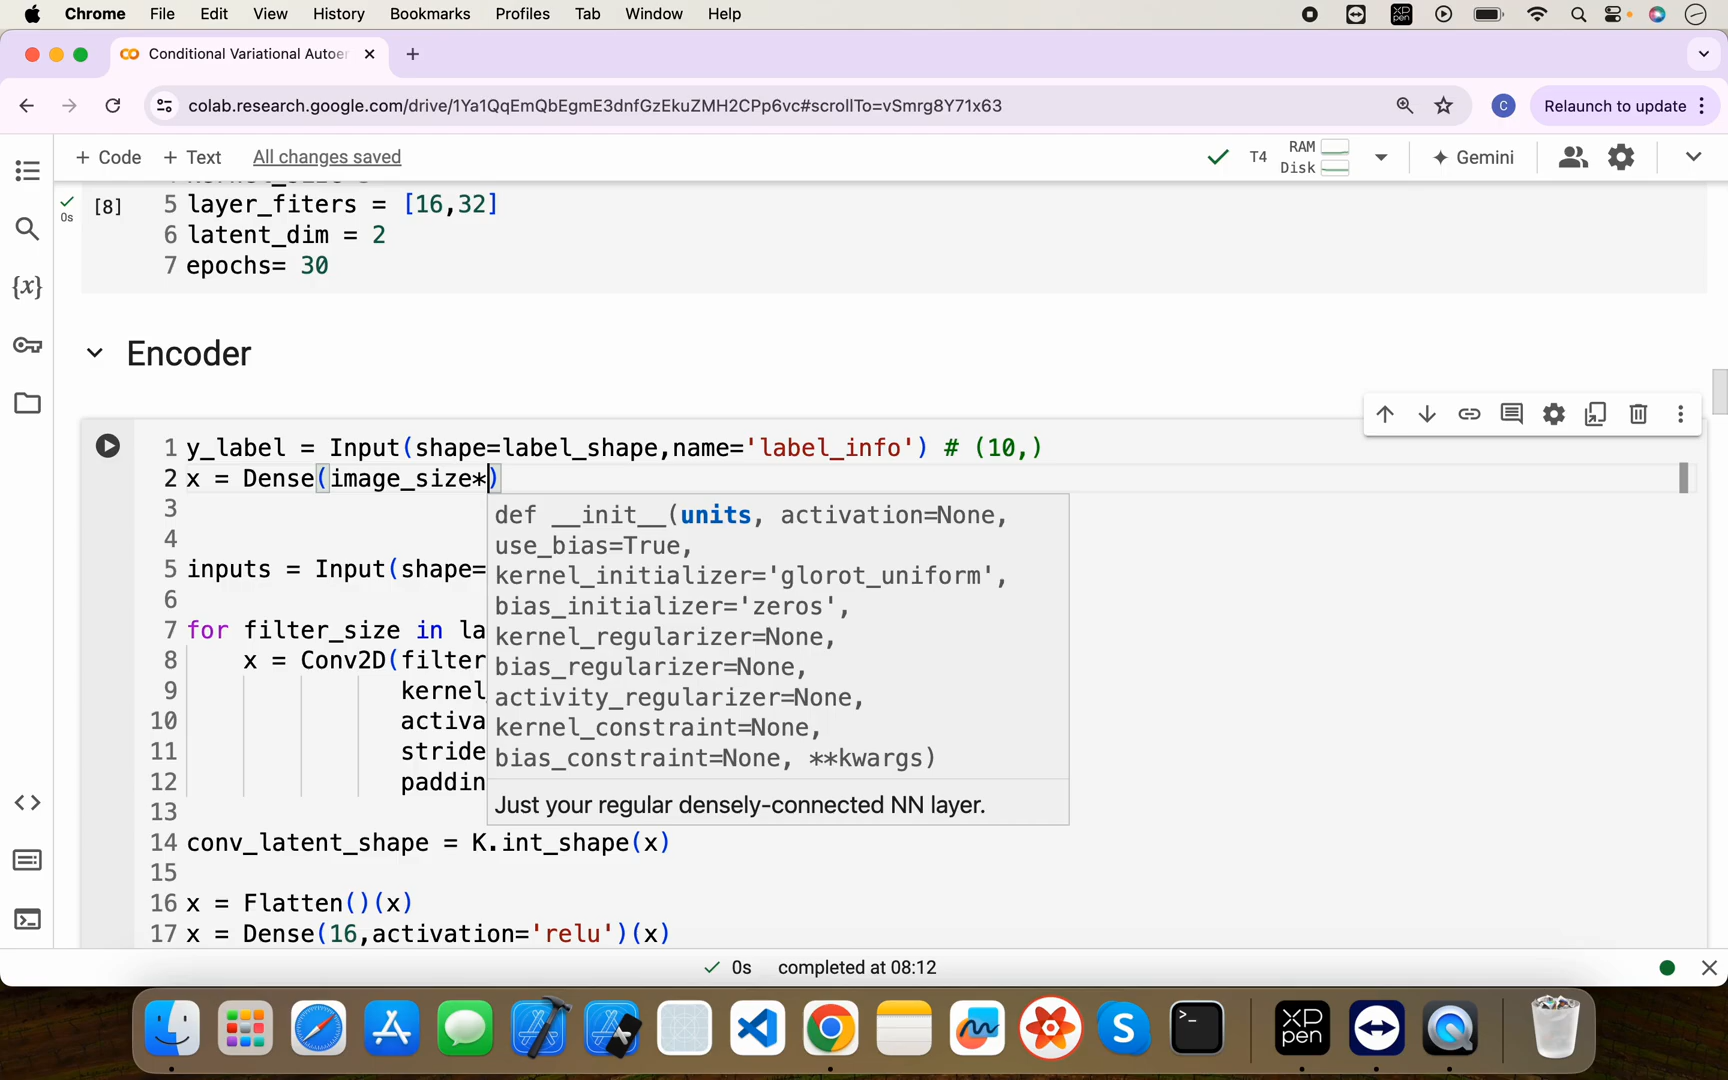 Chrome File Edit View History Bookmarks Profiles Tab Window Help
Conditional Variational Autoe
colab.research.google.com/drive/1Ya1QqEmQbEgmE3dnfGzEkuZMH2CPp6vc#scrollTo=vSmrg8Y71x63
C
Relaunch to update
+ Code + Text All changes saved
T4 RAM
Disk
Gemini
0s
[8]
5 layer_fiters = [16,32]
6 latent_dim = 2
7 epochs= 30
Encoder
1 y_label = Input(shape=label_shape,name='label_info') # (10,)
2 x = Dense(image_size*)
3
4
5 inputs = Input(shape=
6
7 for filter_size in la
8 x = Conv2D(filter
9 kernel
10 activa
11 stride
12 paddin
13
14 conv_latent_shape = K.int_shape(x)
15
16 x = Flatten()(x)
17 x = Dense(16,activation='relu')(x)
def __init__(units, activation=None,
use_bias=True,
kernel_initializer='glorot_uniform',
bias_initializer='zeros',
kernel_regularizer=None,
bias_regularizer=None,
activity_regularizer=None,
kernel_constraint=None,
bias_constraint=None, **kwargs)
Just your regular densely-connected NN layer.
0s completed at 08:12
XP
pen